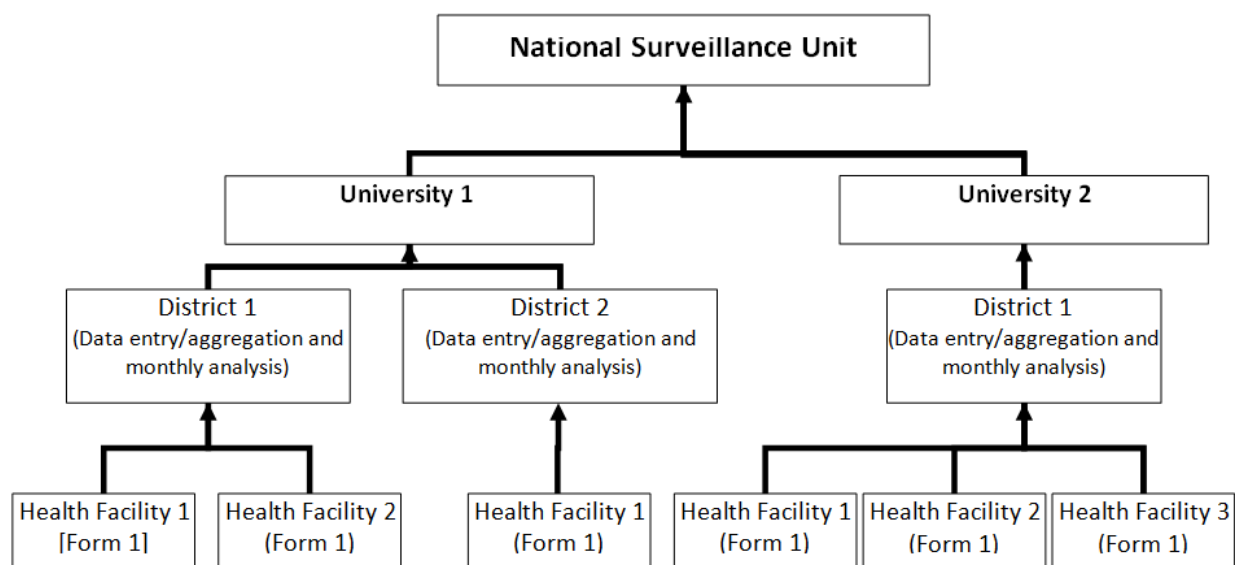 National Surveillance Unit
University 1
University 2
District 1
(Data entry/aggregation and
monthly analysis)
District 2
(Data entry/aggregation and
monthly analysis)
District 1
(Data entry/aggregation and
monthly analysis)
Health Facility 1
[Form 1]
Health Facility 2
(Form 1)
Health Facility 1
(Form 1)
Health Facility 1
(Form 1)
Health Facility 2
(Form 1)
Health Facility 3
(Form 1)